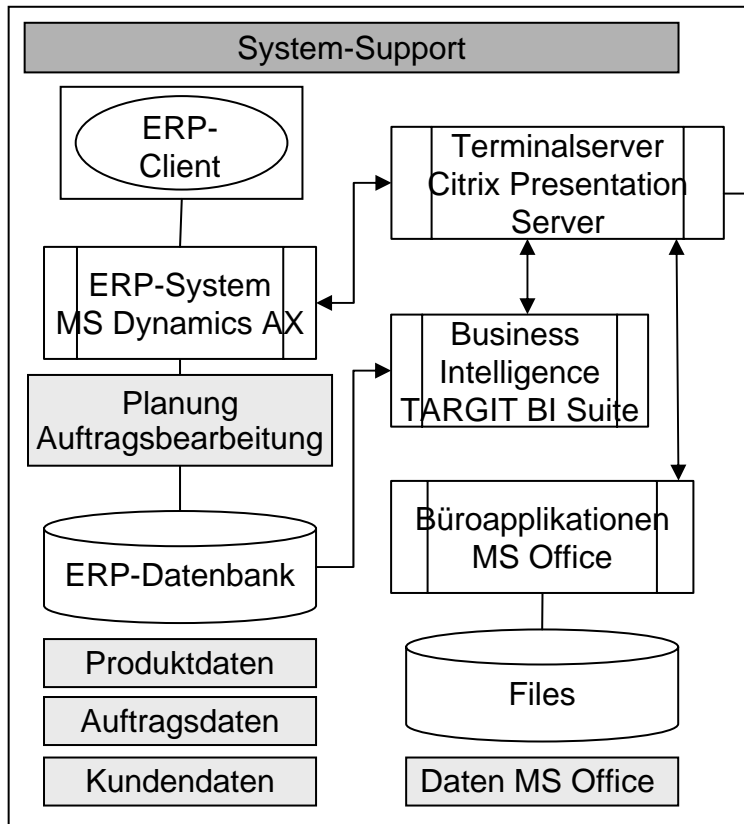 System-Support
ERP-
Client
ERP-System
MS Dynamics AX
Planung
Auftragsbearbeitung
ERP-Datenbank
Produktdaten
Auftragsdaten
Kundendaten
Terminalserver
Citrix Presentation
Server
Business
Intelligence
TARGIT BI Suite
Büroapplikationen
MS Office
Files
Daten MS Office